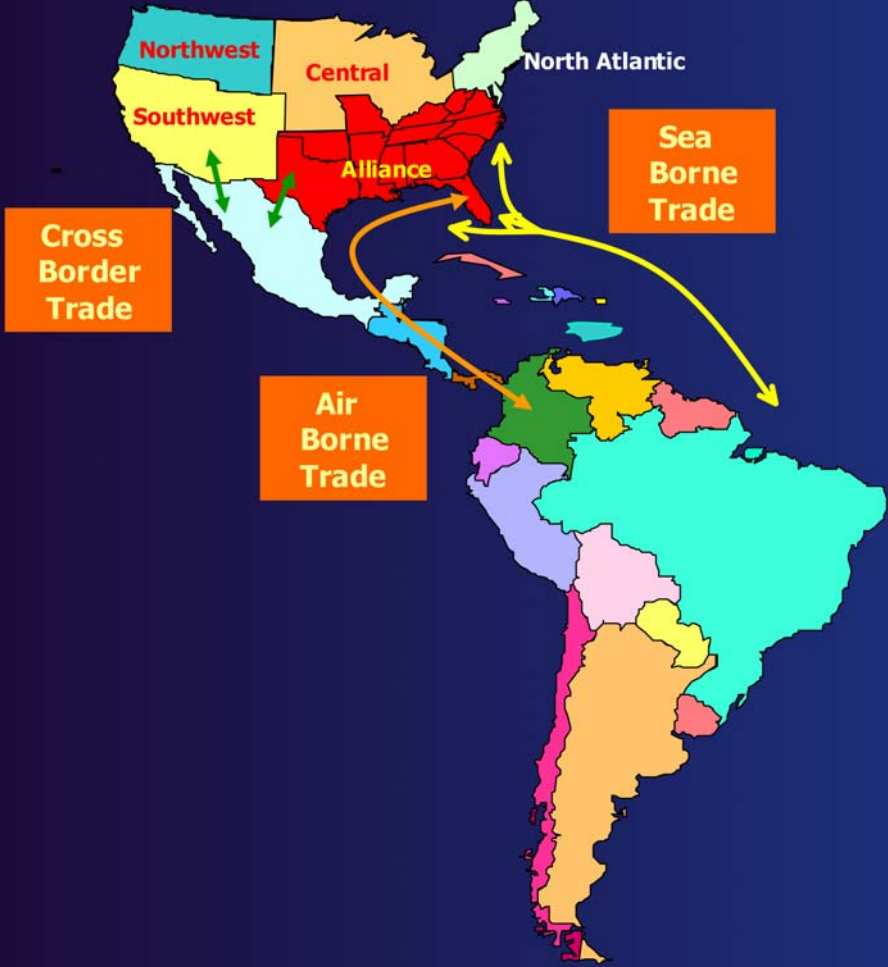 Northwest
Central
North Atlantic
Southwest
Alliance
Sea
Borne
Trade
Cross
Border
Trade
Air
Borne
Trade